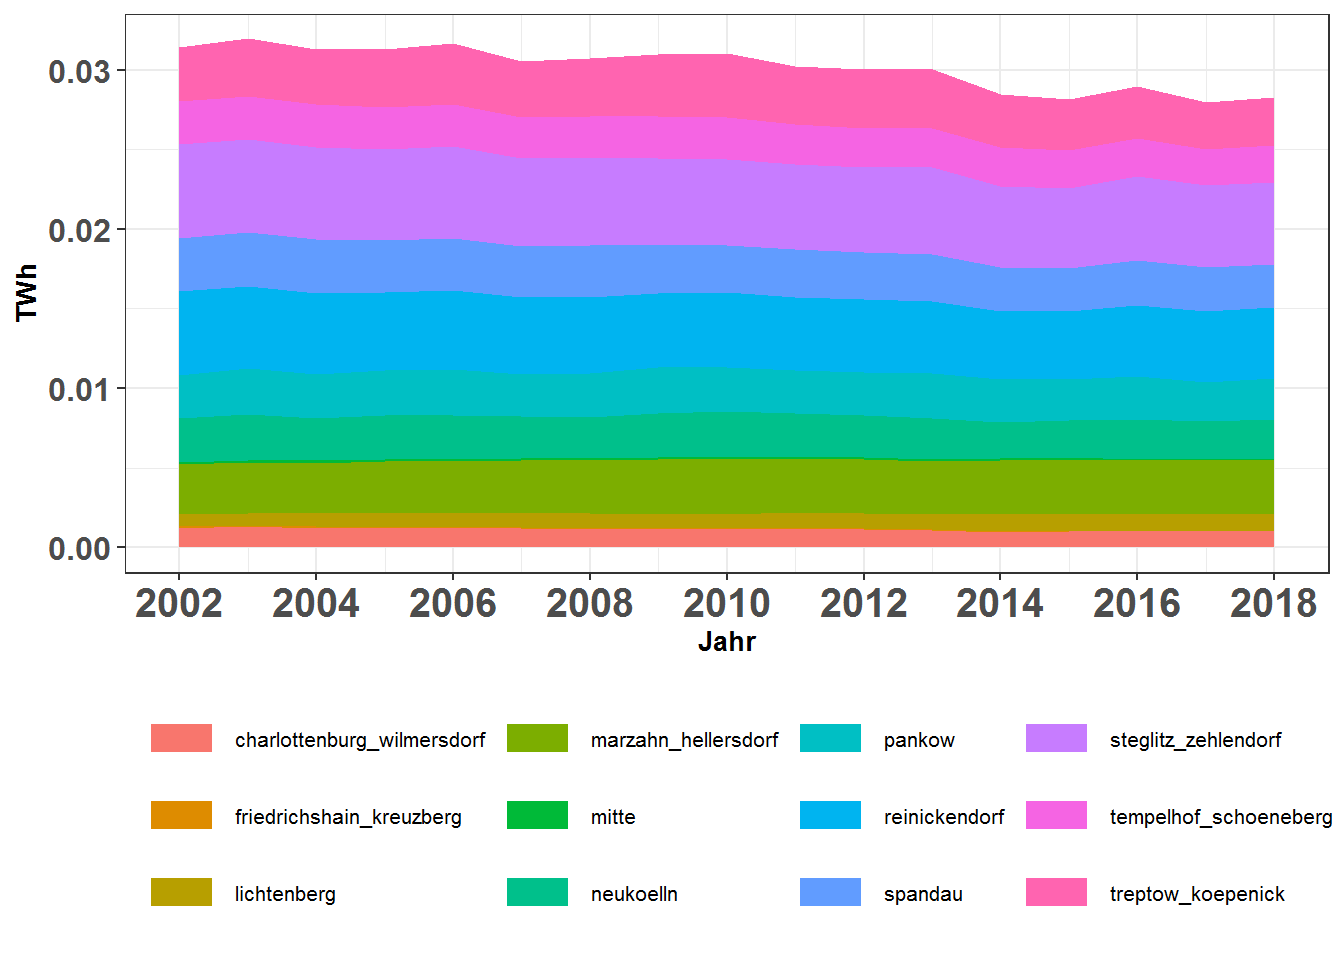 0.03
0.02
0.01
0.00
TWh
2002 2004 2006 2008 2010 2012 2014 2016 2018
Jahr
charlottenburg_wilmersdorf marzahn_hellersdorf pankow steglitz_zehlendorf
friedrichshain_kreuzberg mitte reinickendorf tempelhof_schoeneberg
lichtenberg neukoelln spandau treptow_koepenick